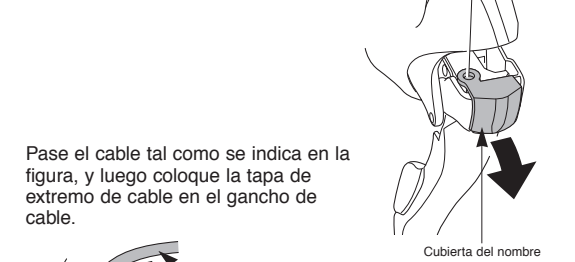 Pase el cable tal como se indica en la
figura, y luego coloque la tapa de
extremo de cable en el gancho de
cable.
Cubierta del nombre